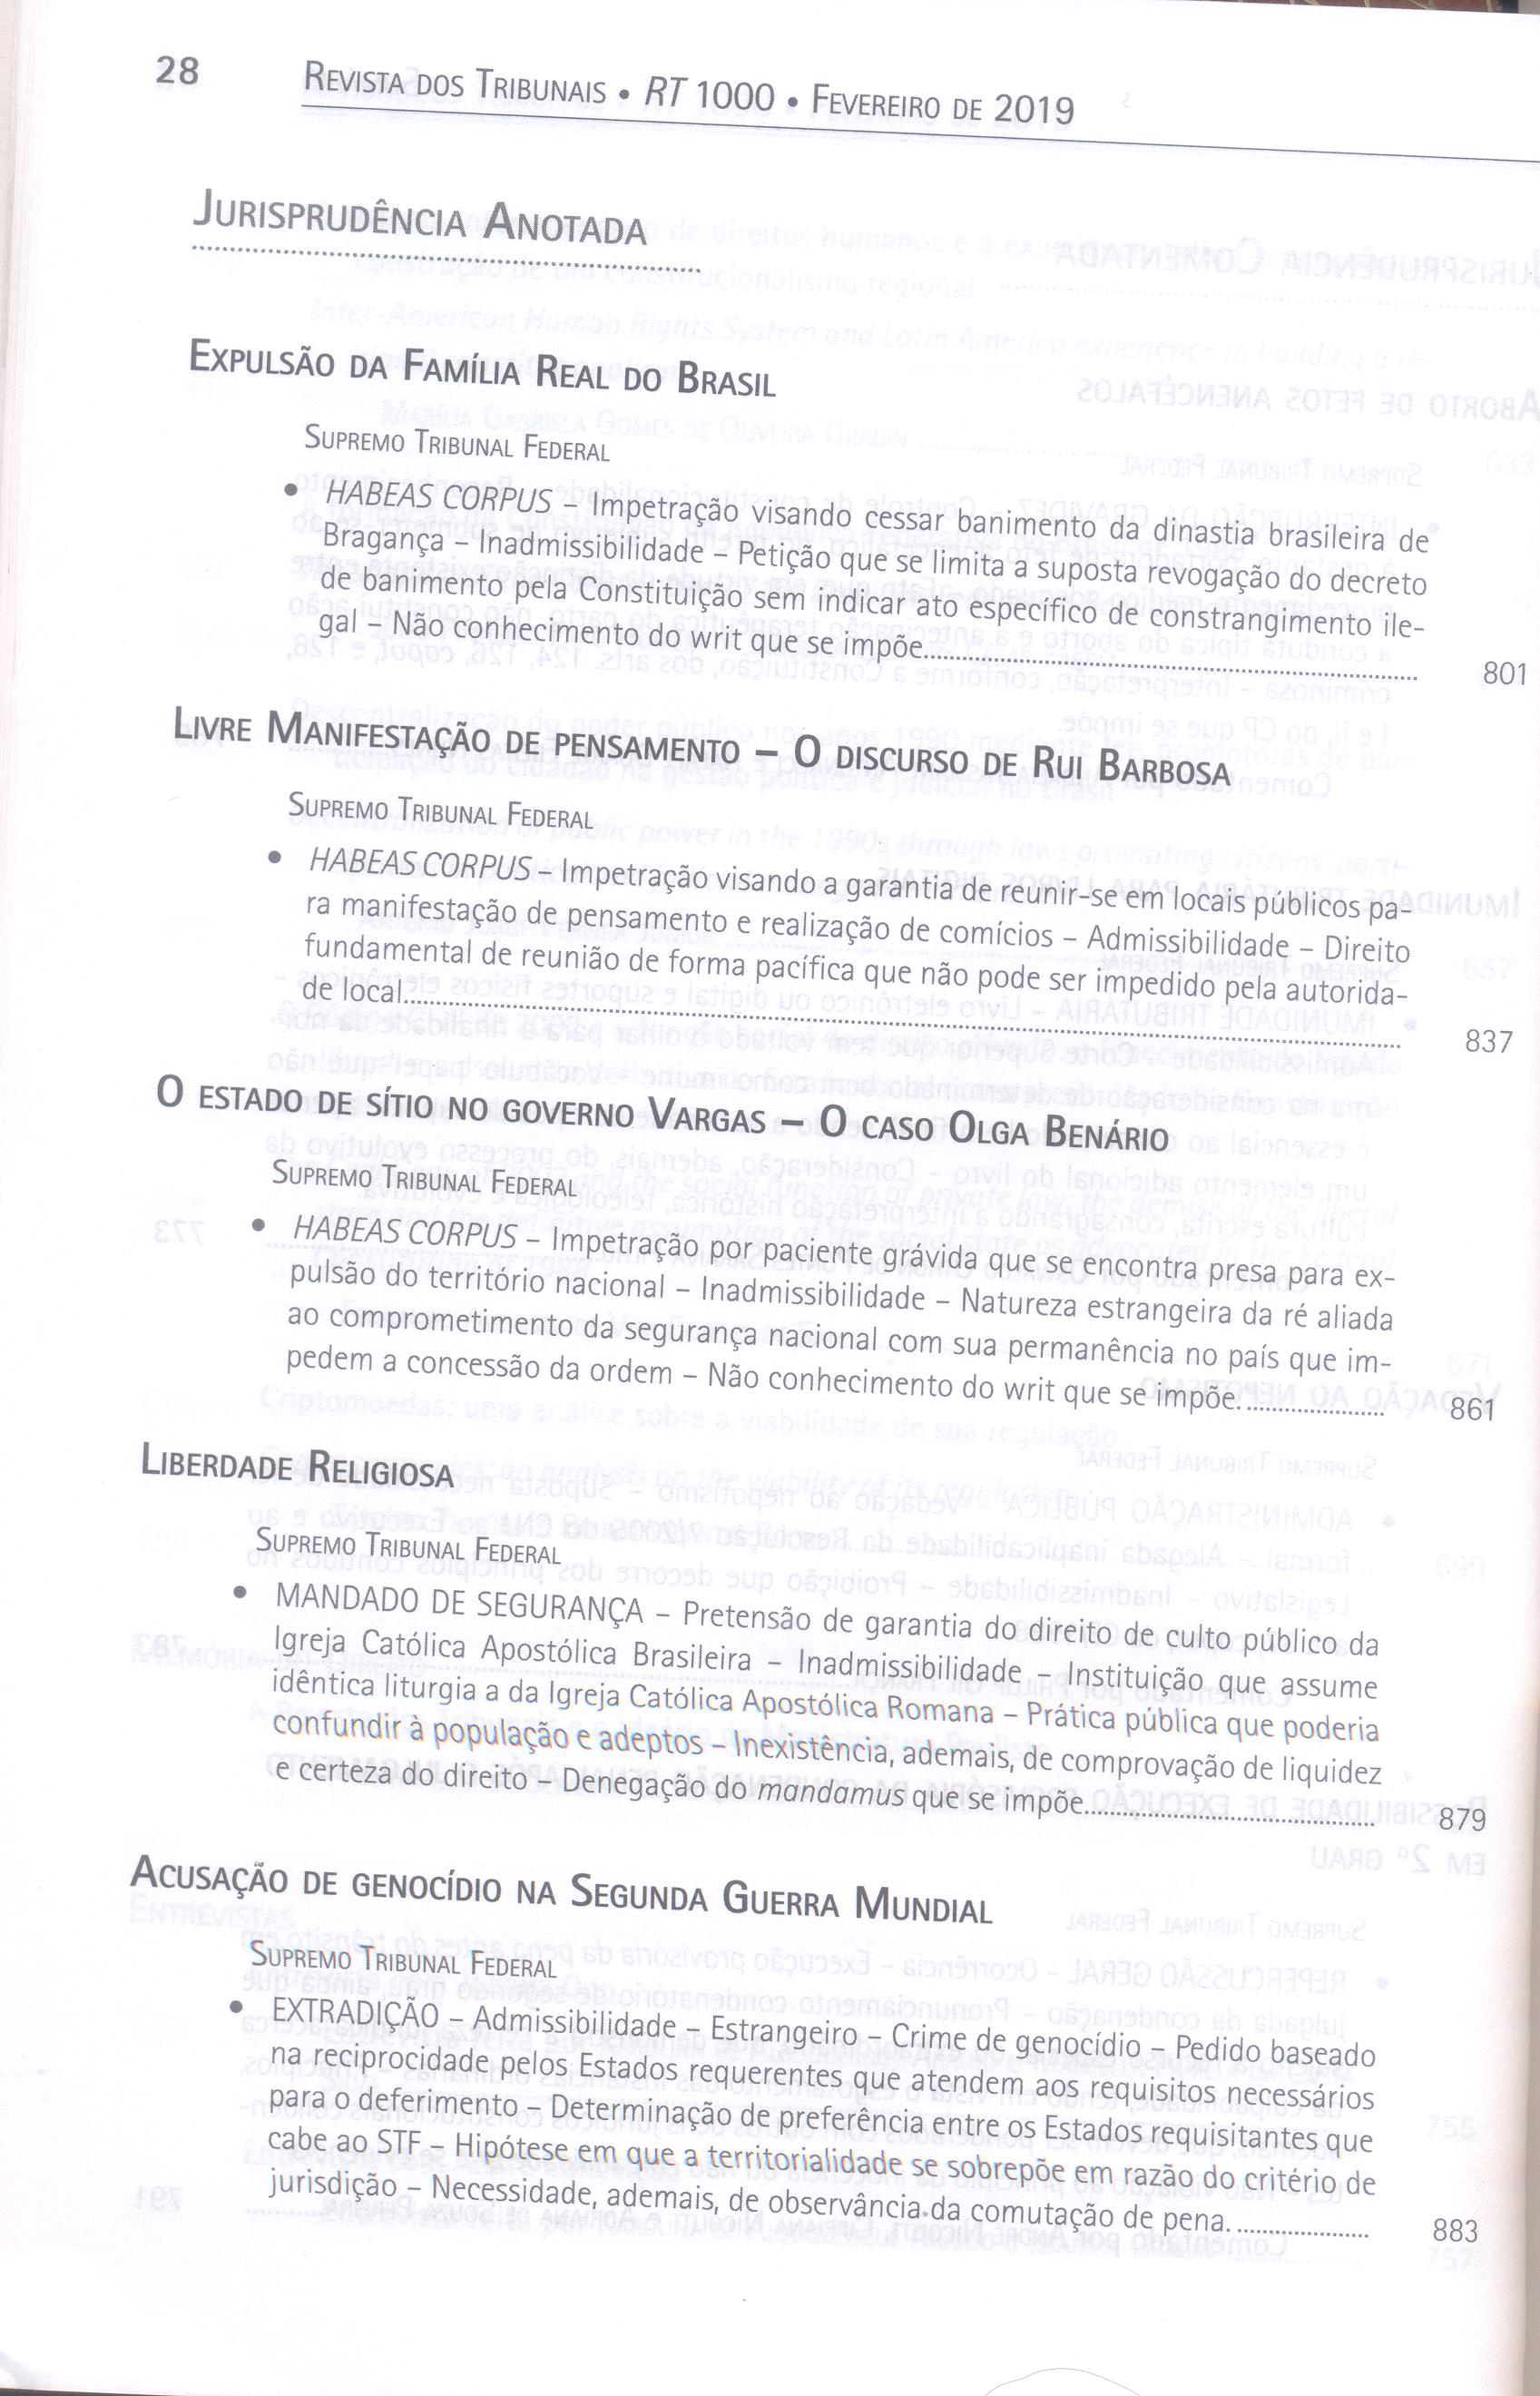 28
REVISTA DOS TRIBUNAIS • RT 1000 • FEVEREIRO DE 2019
JURISPRUDÊNCIA ANOTADA
EXPULSÃO DA FAMÍLIA REAL DO BRASIL
SUPREMO TRIBUNAL FEDERAL
• HABEAS CORPUS – Impetração visando cessar banimento da dinastia brasileira de
Bragança – Inadmissibilidade – Petição que se limita a suposta revogação do decreto
de banimento pela Constituição sem indicar ato específico de constrangimento ile-
gal – Não conhecimento do writ que se impõe. 801
LIVRE MANIFESTAÇÃO DE PENSAMENTO – O DISCURSO DE RUI BARBOSA
SUPREMO TRIBUNAL FEDERAL
• HABEAS CORPUS – Impetração visando a garantia de reunir-se em locais públicos pa-
ra manifestação de pensamento e realização de comícios – Admissibilidade – Direito
fundamental de reunião de forma pacífica que não pode ser impedido pela autorida-
de local. 837
O ESTADO DE SÍTIO NO GOVERNO VARGAS – O CASO OLGA BENÁRIO
SUPREMO TRIBUNAL FEDERAL
• HABEAS CORPUS – Impetração por paciente grávida que se encontra presa para ex-
pulsão do território nacional – Inadmissibilidade – Natureza estrangeira da ré aliada
ao comprometimento da segurança nacional com sua permanência no país que im-
pedem a concessão da ordem – Não conhecimento do writ que se impõe. 861
LIBERDADE RELIGIOSA
SUPREMO TRIBUNAL FEDERAL
• MANDADO DE SEGURANÇA – Pretensão de garantia do direito de culto público da
Igreja Católica Apostólica Brasileira – Inadmissibilidade – Instituição que assume
idêntica liturgia a da Igreja Católica Apostólica Romana – Prática pública que poderia
confundir à população e adeptos – Inexistência, ademais, de comprovação de liquidez
e certeza do direito – Denegação do mandamus que se impõe. 879
ACUSAÇÃO DE GENOCÍDIO NA SEGUNDA GUERRA MUNDIAL
SUPREMO TRIBUNAL FEDERAL
• EXTRADIÇÃO – Admissibilidade – Estrangeiro – Crime de genocídio – Pedido baseado
na reciprocidade pelos Estados requerentes que atendem aos requisitos necessários
para o deferimento – Determinação de preferência entre os Estados requisitantes que
cabe ao STF – Hipótese em que a territorialidade se sobrepõe em razão do critério de
jurisdição – Necessidade, ademais, de observância da comutação de pena. 883